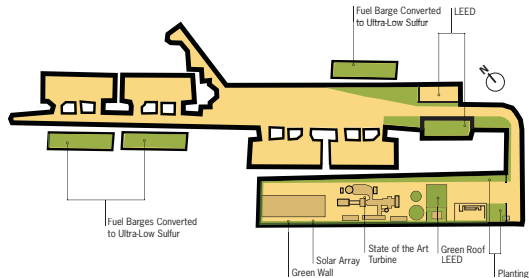 Fuel Barge Converted
to Ultra-Low Sulfur
LEED
N
Fuel Barges Converted
to Ultra-Low Sulfur
State of the Art
Turbine
Green Roof
LEED
Solar Array
Green Wall
Planting